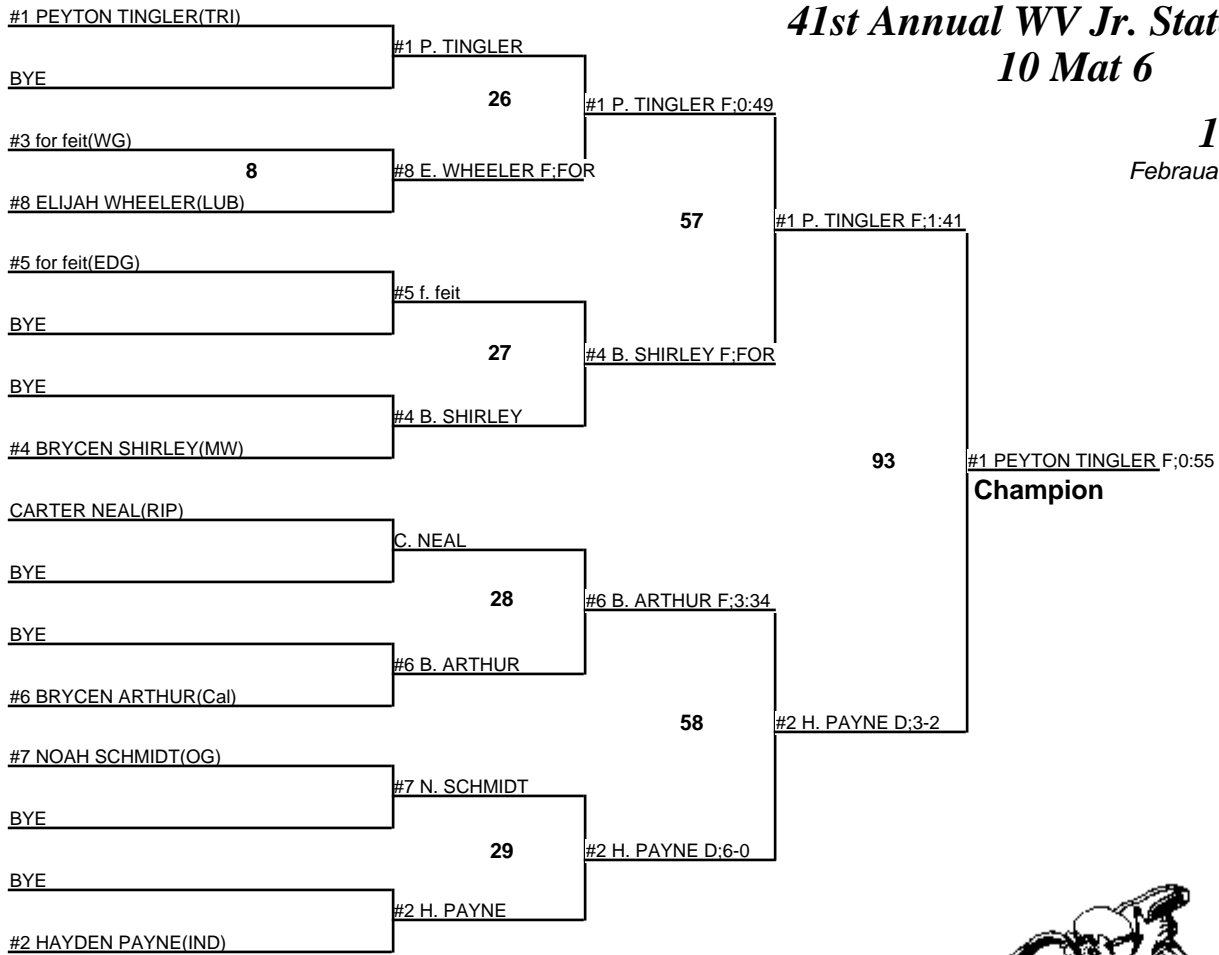 41st Annual WV Jr. Stat
10 Mat 6
1
Februaa
#1 PEYTON TINGLER(TRI)
BYE
#3 for feit(WG)
8
#8 ELIJAH WHEELER(LUB)
#5 for feit(EDG)
BYE
BYE
#4 BRYCEN SHIRLEY(MW)
CARTER NEAL(RIP)
BYE
BYE
#6 BRYCEN ARTHUR(Cal)
#7 NOAH SCHMIDT(OG)
BYE
BYE
#2 HAYDEN PAYNE(IND)
#1 P. TINGLER
26
#8 E. WHEELER F;FOR
#5 f. feit
27
#4 B. SHIRLEY
C. NEAL
28
#6 B. ARTHUR
#7 N. SCHMIDT
29
#2 H. PAYNE
#1 P. TINGLER F;0:49
57
#4 B. SHIRLEY F;FOR
#6 B. ARTHUR F;3:34
58
#2 H. PAYNE D;6-0
#1 P. TINGLER F;1:41
93
#2 H. PAYNE D;3-2
#1 PEYTON TINGLER F;0:55
Champion